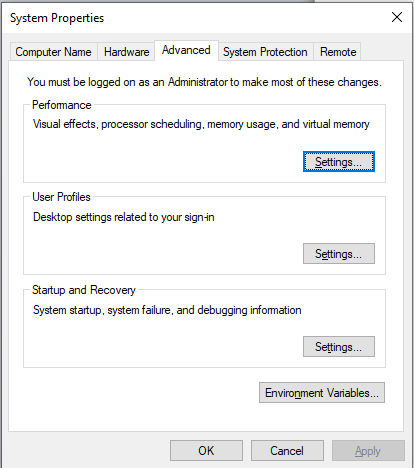 System Properties
Computer Name
Hardware
Advanced
System Protection
Remote
You must be logged on as an Administrator to make most of these changes.
Perfomance
Visual effects, processor scheduling, memory usage, and virtual memory
Settings...
User Profiles
Desktop settings related to your sign-in
Settings...
Startup and Recovery
System startup, system failure, and debugging information
Settings...
Environment Variables...
OK
Cancel
Apply